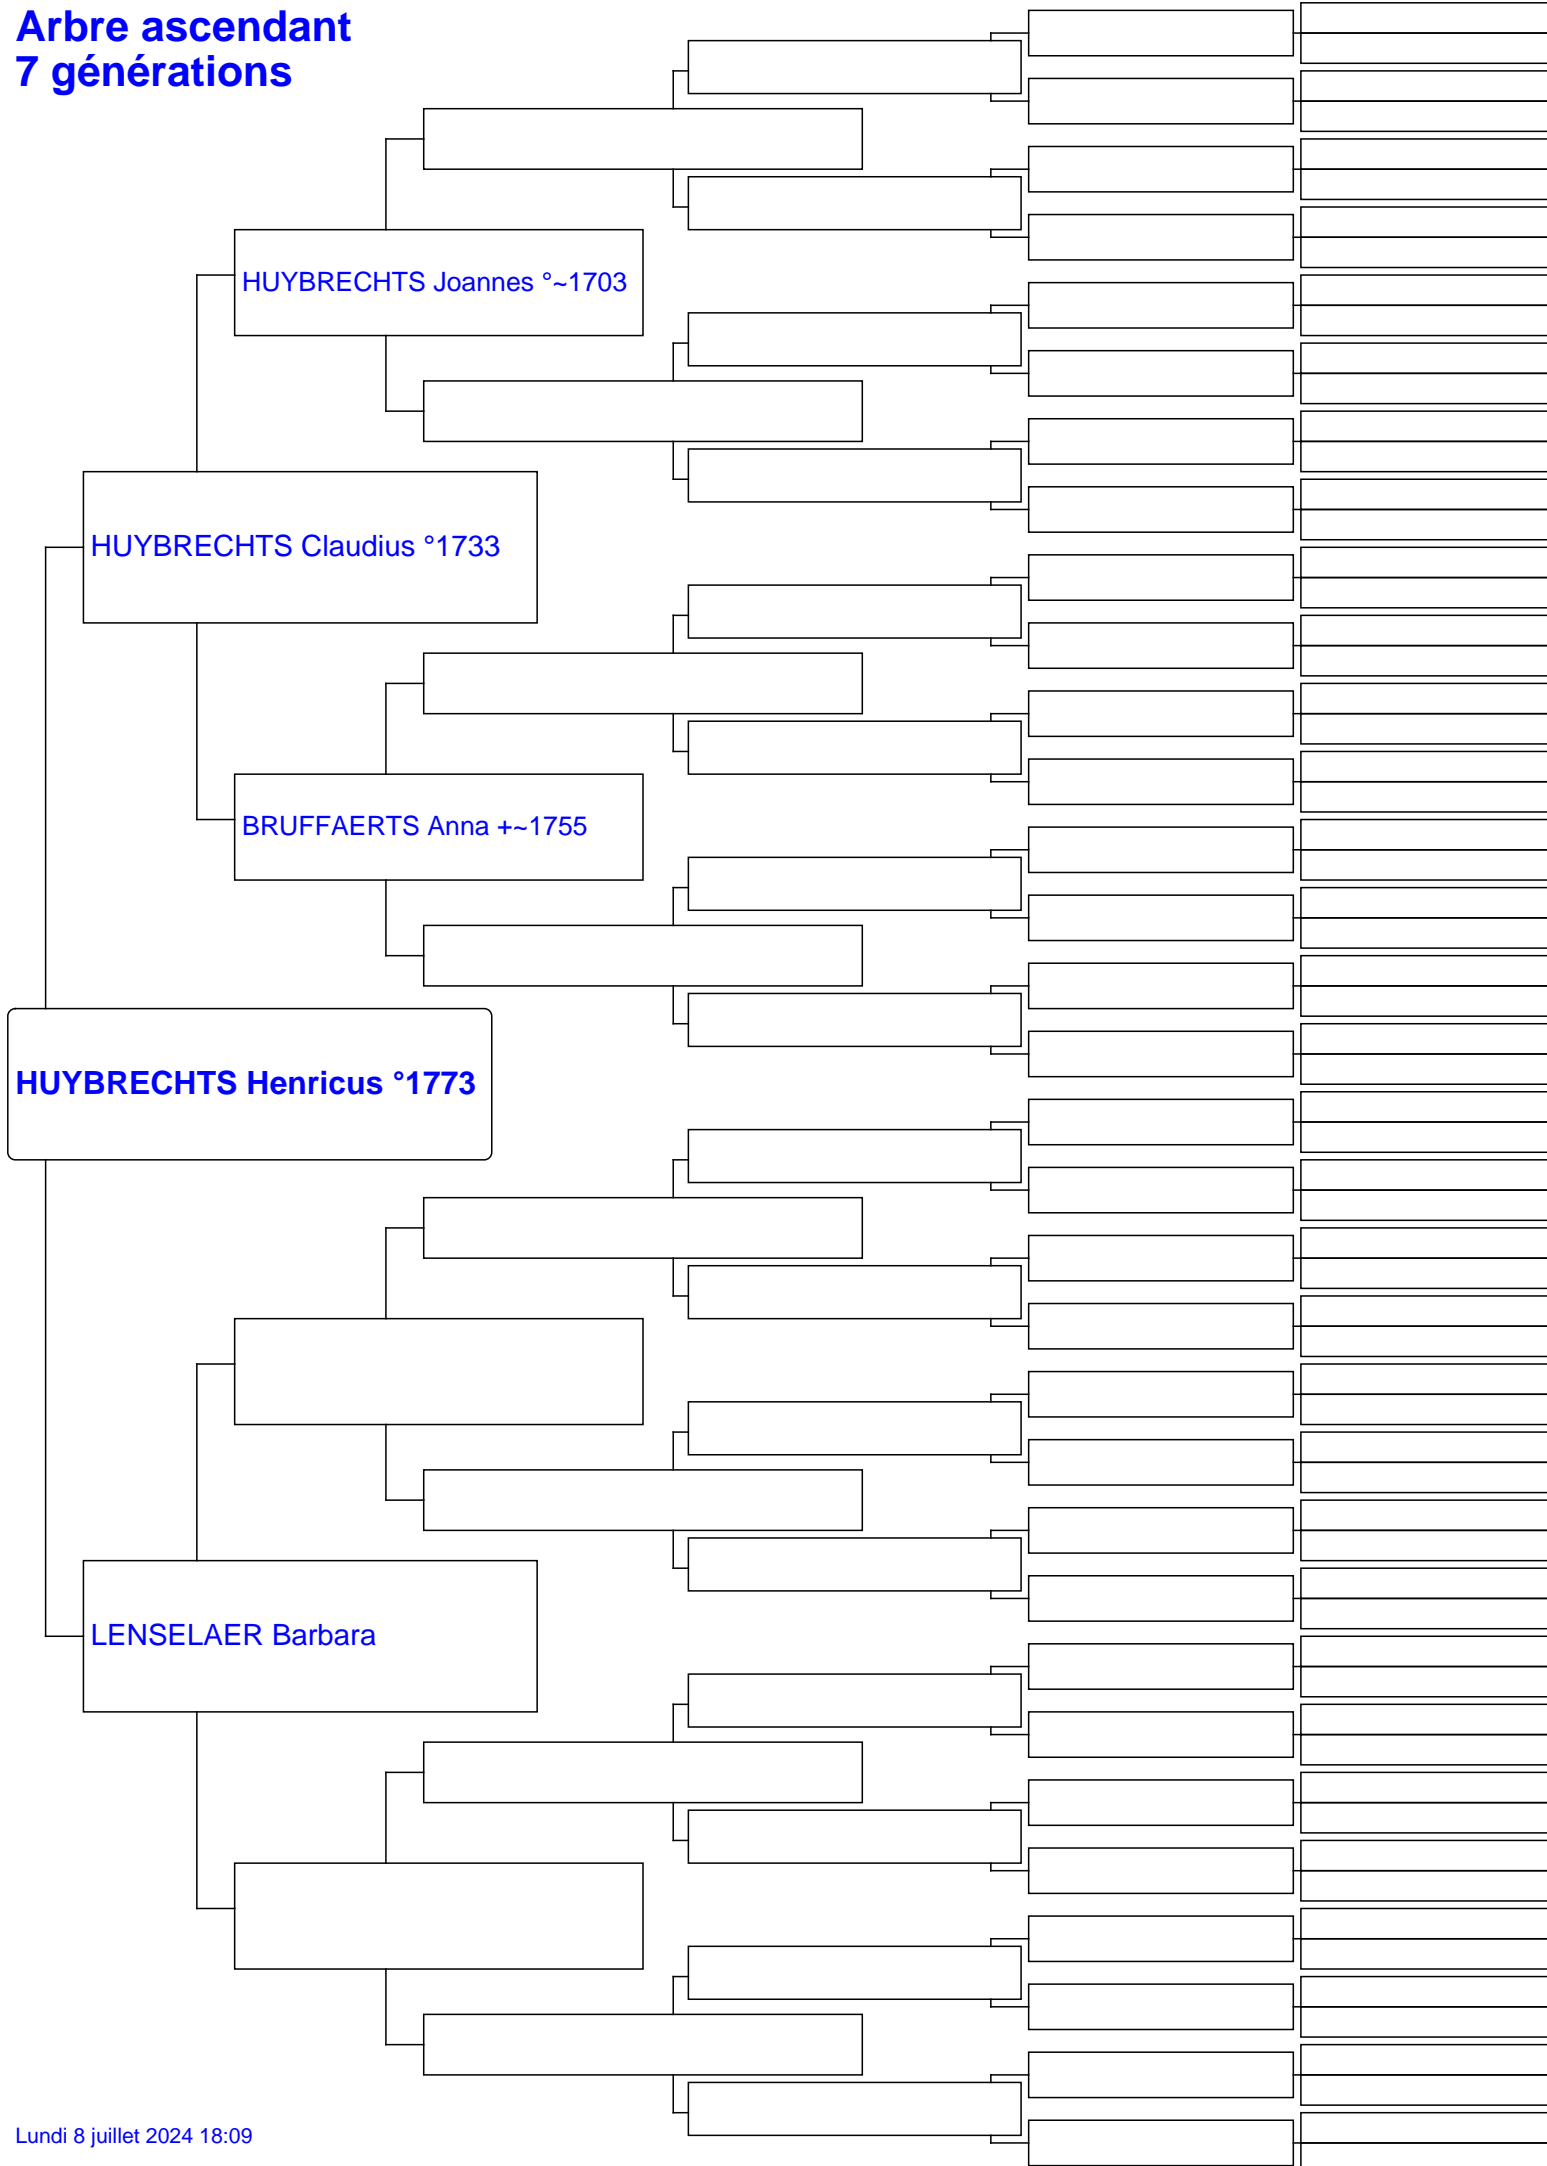 Arbre ascendant
7 générations
HUYBRECHTS Joannes °~1703
HUYBRECHTS Claudius °1733
BRUFFAERTS Anna +~1755
HUYBRECHTS Henricus °1773
LENSELAER Barbara
Lundi 8 juillet 2024 18:09